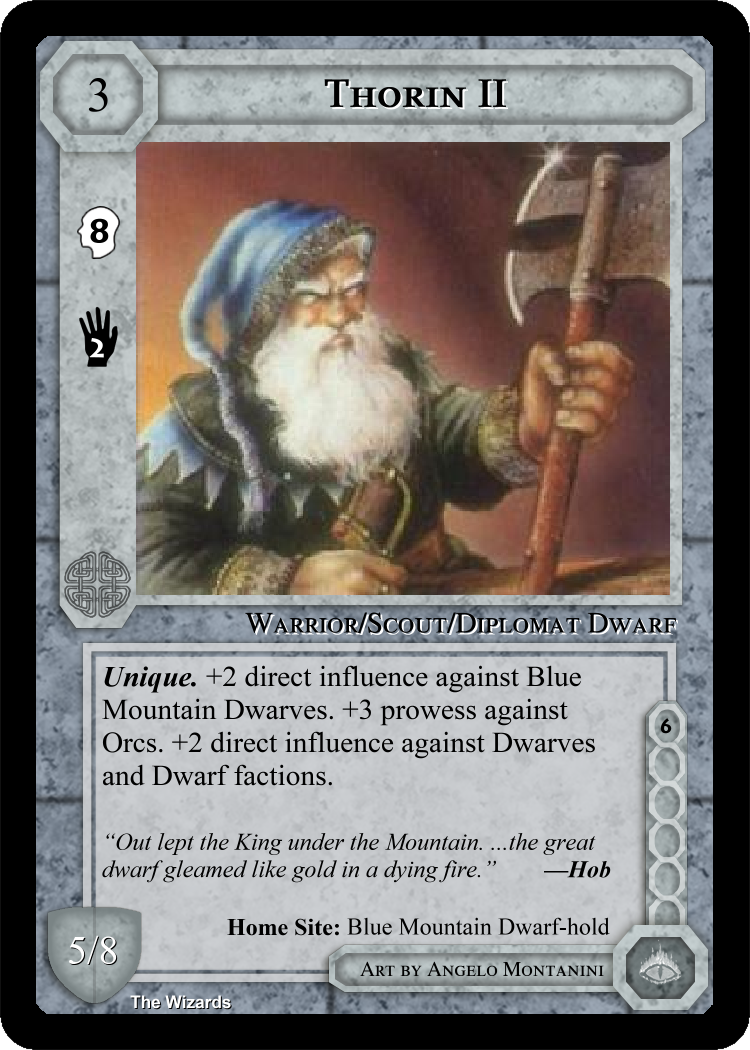 3
Thorin II
8
2
Warrior/Scout/Diplomat Dwarf
Unique. +2 direct influence against Blue
Mountain Dwarves. +3 prowess against
Orcs. +2 direct influence against Dwarves
and Dwarf factions.
“Out lept the King under the Mountain. ...the great
dwarf gleamed like gold in a dying fire.” —Hob
6
Home Site: Blue Mountain Dwarf-hold
5/8
Art by Angelo Montanini
The Wizards